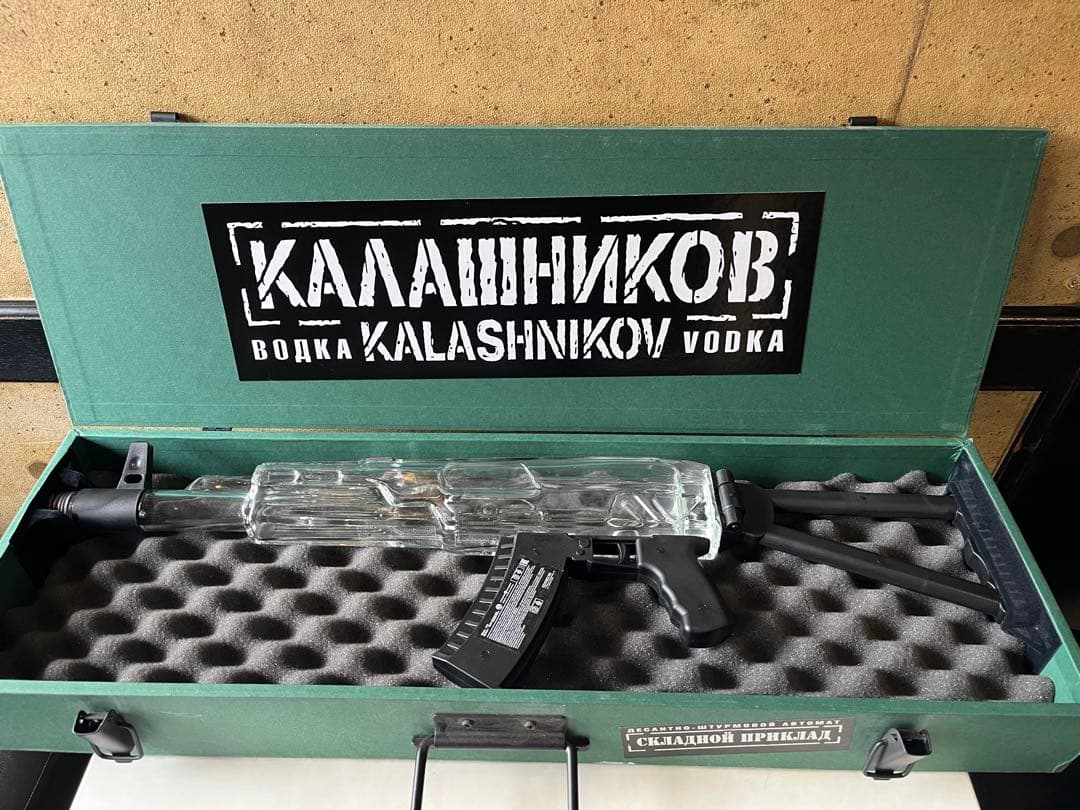 КАЛАШНИКОВ
ВОДКА KALASHNIKOV VODKA
ДЕСАНТНО-ШТУРМОВОЙ АВТОМАТ
СКЛАДНОЙ ПРИКЛАД